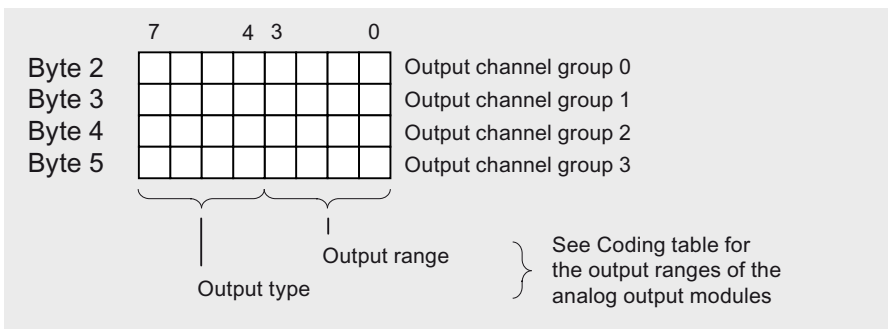 7 4 3 0
Byte 2 Output channel group 0
Byte 3 Output channel group 1
Byte 4 Output channel group 2
Byte 5 Output channel group 3
Output range
Output type
See Coding table for
the output ranges of the
analog output modules